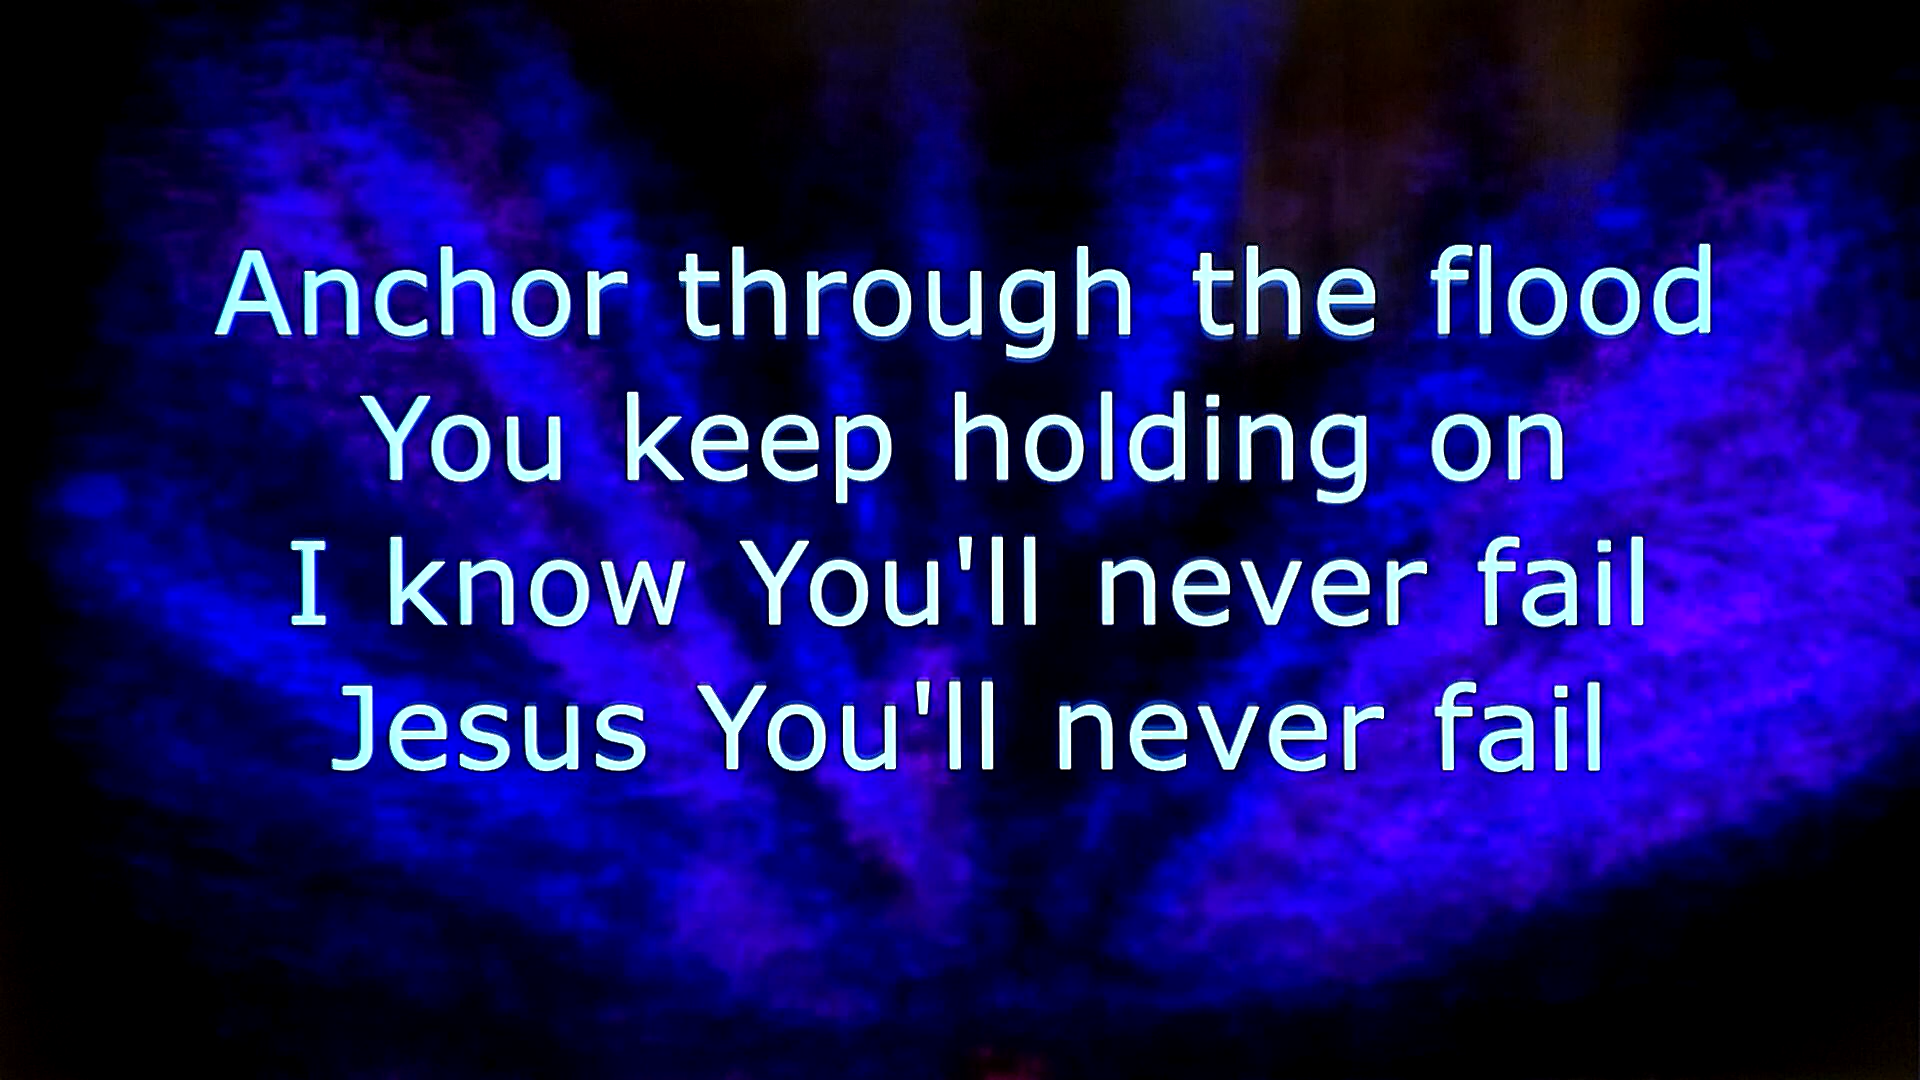 Anchor through the flood
You keep holding on
I know You'll never fail
Jesus You'll never fail